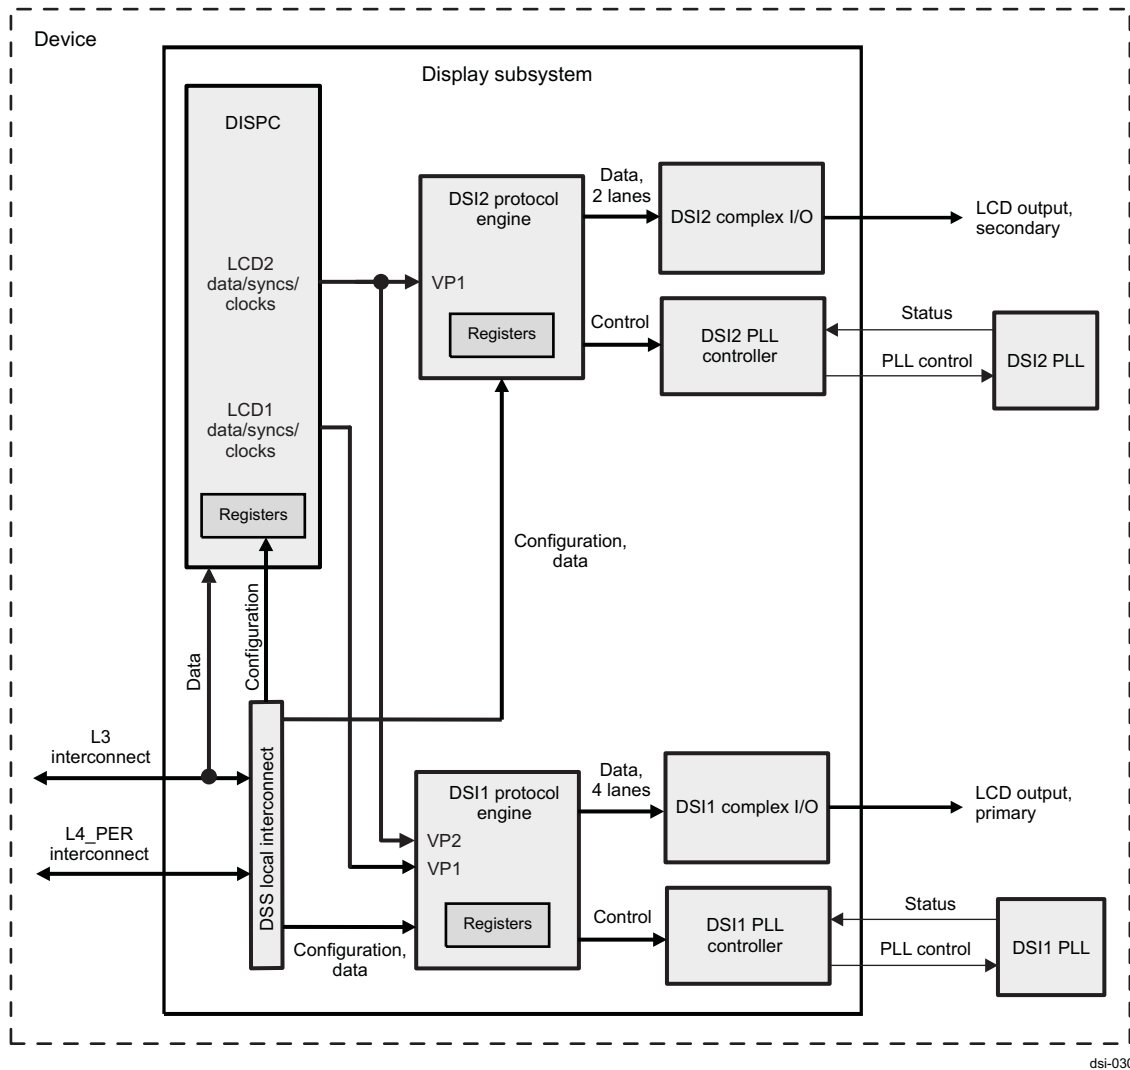 Device
Display subsystem
DISPC
LCD2
data/syncs/
clocks
LCD1
data/syncs/
clocks
Registers
DSI2 protocol
engine
VP1
Registers
Data,
2 lanes
DSI2 complex I/O
LCD output,
secondary
Control
DSI2 PLL
controller
Status
PLL control
DSI2 PLL
Configuration,
data
Data
Configuration
L3
interconnect
L4_PER
interconnect
DSS local interconnect
DSI1 protocol
engine
VP2
VP1
Registers
Configuration,
data
Data,
4 lanes
DSI1 complex I/O
LCD output,
primary
Control
DSI1 PLL
controller
Status
PLL control
DSI1 PLL
dsi-030